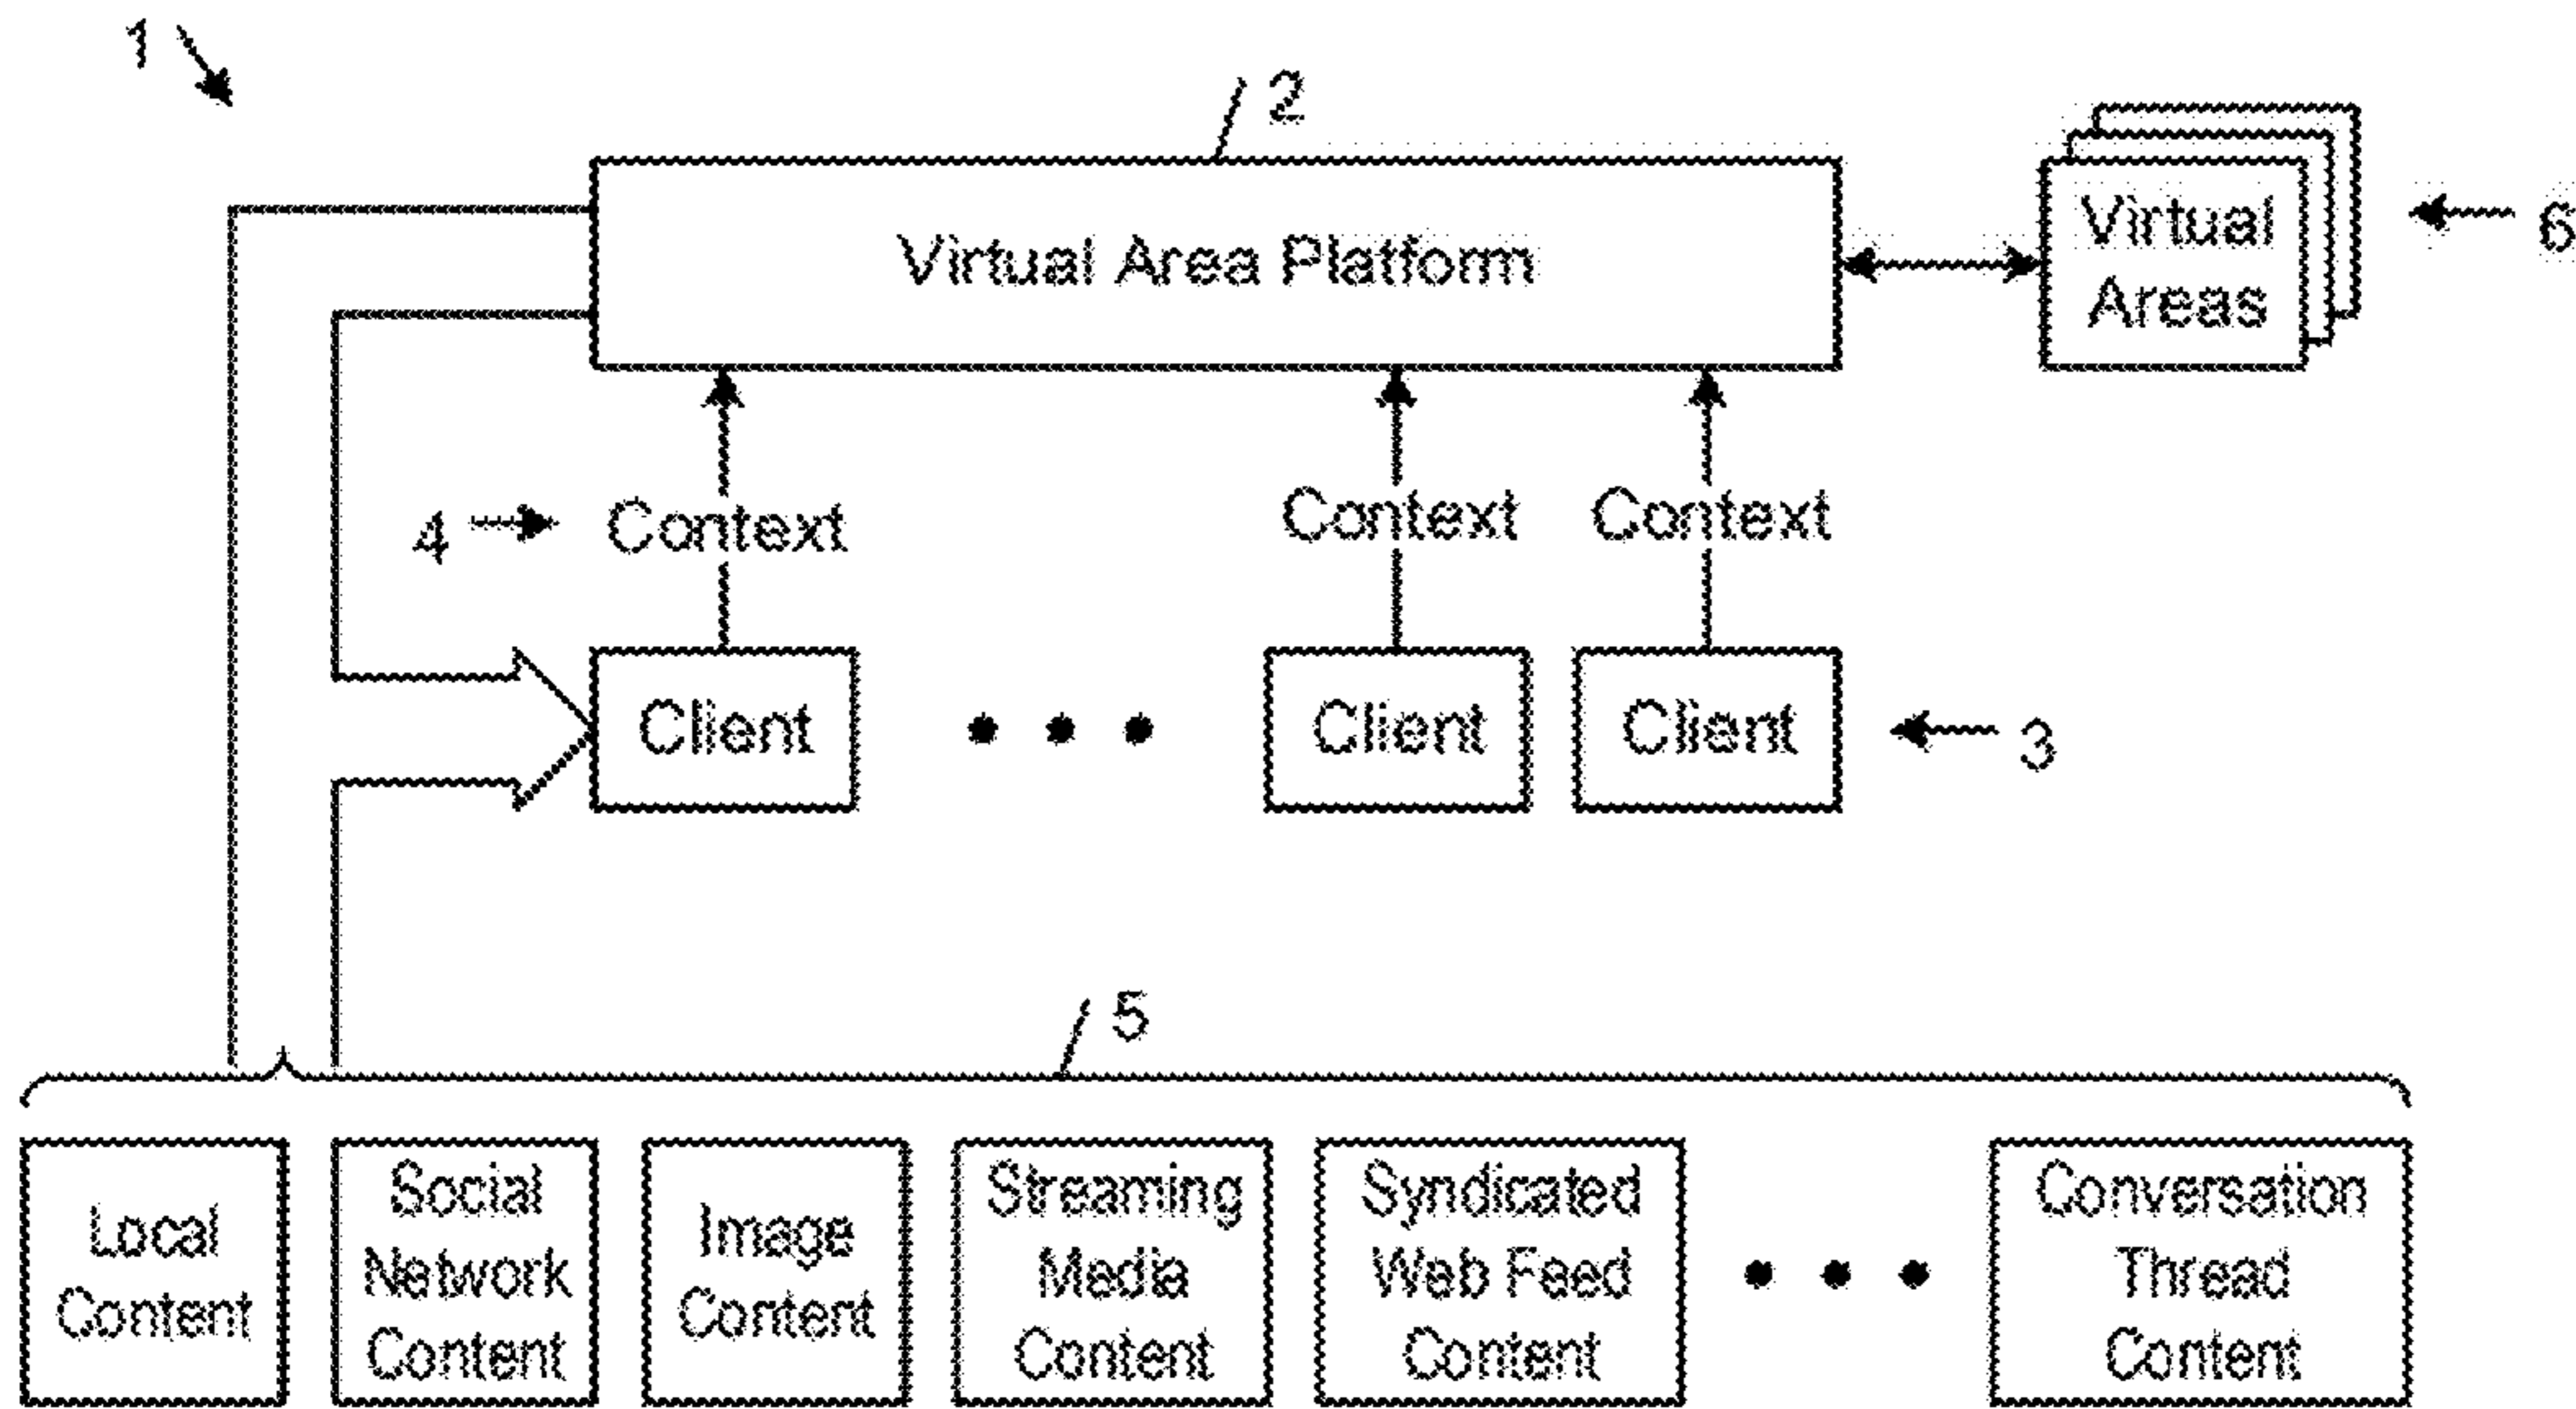 1
2
Virtual Area Platform
Virtual
Areas
6
4
Context
Context
Context
Client
Client
Client
3
5
Local
Content
Social
Network
Content
Image
Content
Streaming
Media
Content
Syndicated
Web Feed
Content
Conversation
Thread
Content